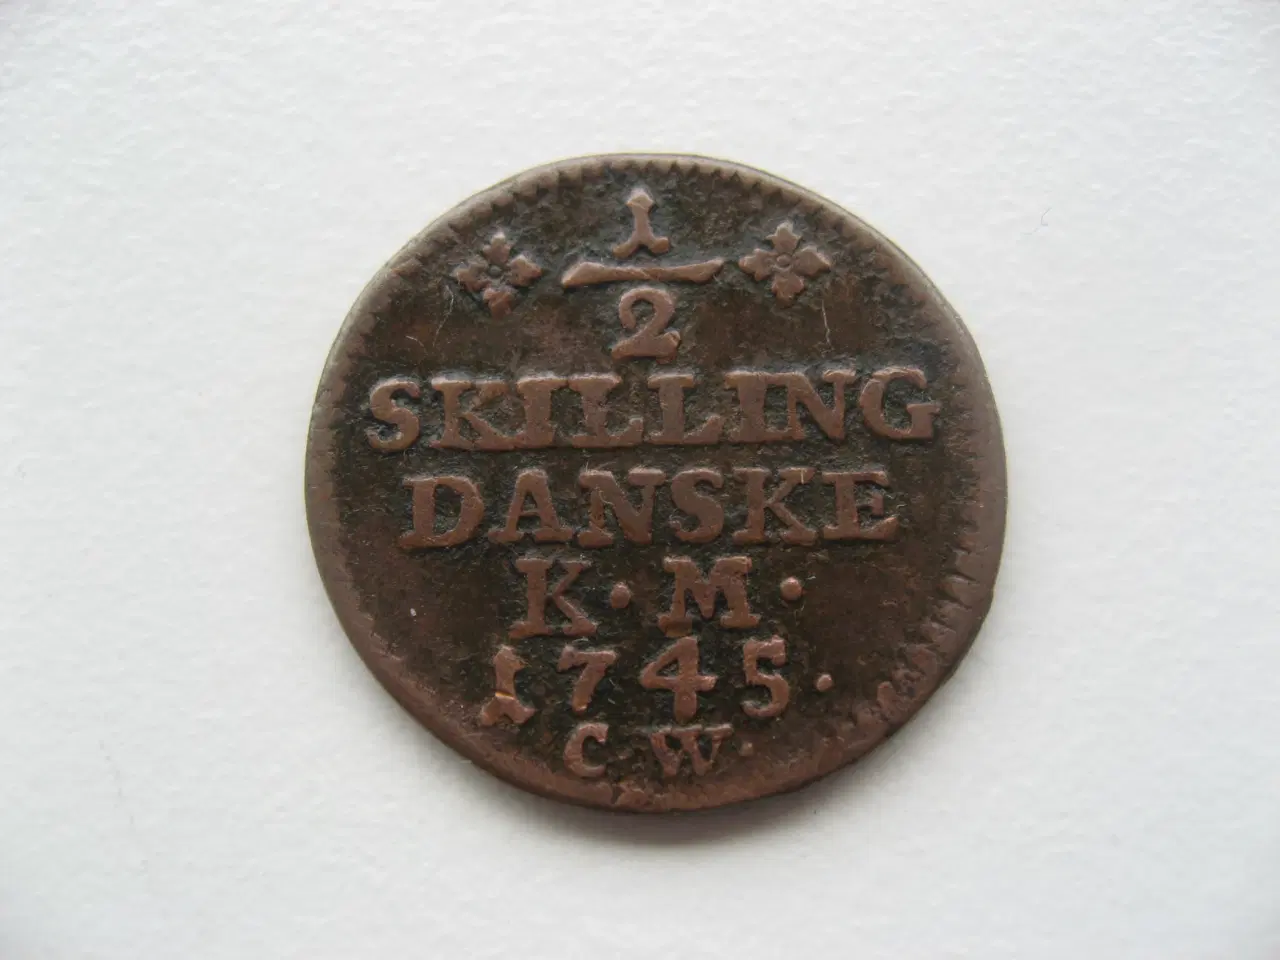 1/2
SKILLING
DANSKE
K·M·
1745·
C W·